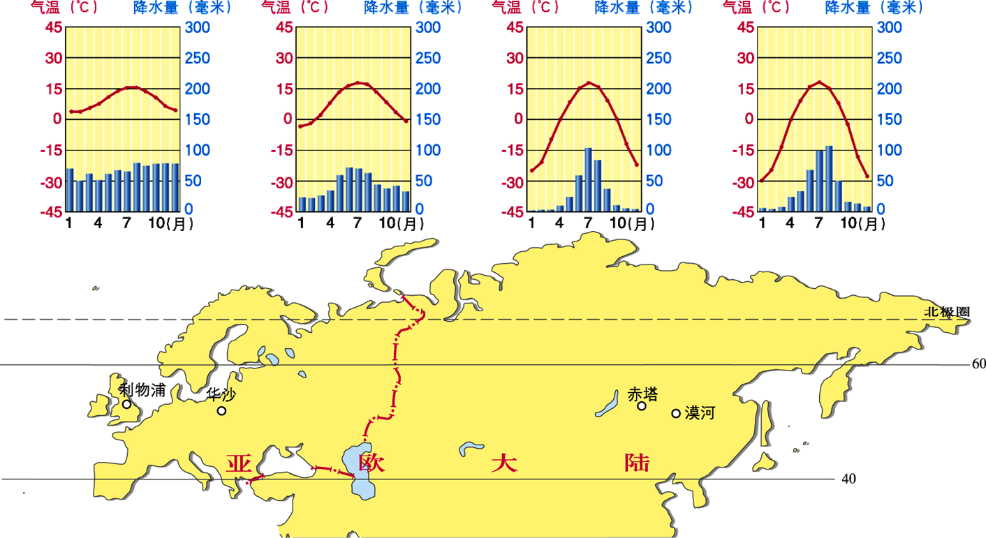 气温（℃） 降水量（毫米） 气温（℃） 降水量（毫米） 气温（℃） 降水量（毫米） 气温（℃） 降水量（毫米）
45 300 45 300 45 300 45 300
30 250 30 250 30 250 30 250
15 200 15 200 15 200 15 200
0 150 0 150 0 150 0 150
-15 100 -15 100 -15 100 -15 100
-30 50 -30 50 -30 50 -30 50
-45 0 -45 0 -45 0 -45 0
1 4 7 10(月) 1 4 7 10(月) 1 4 7 10(月) 1 4 7 10(月)
北极圈
60
利物浦 华沙 赤塔
漠河
亚 欧 大 陆
40